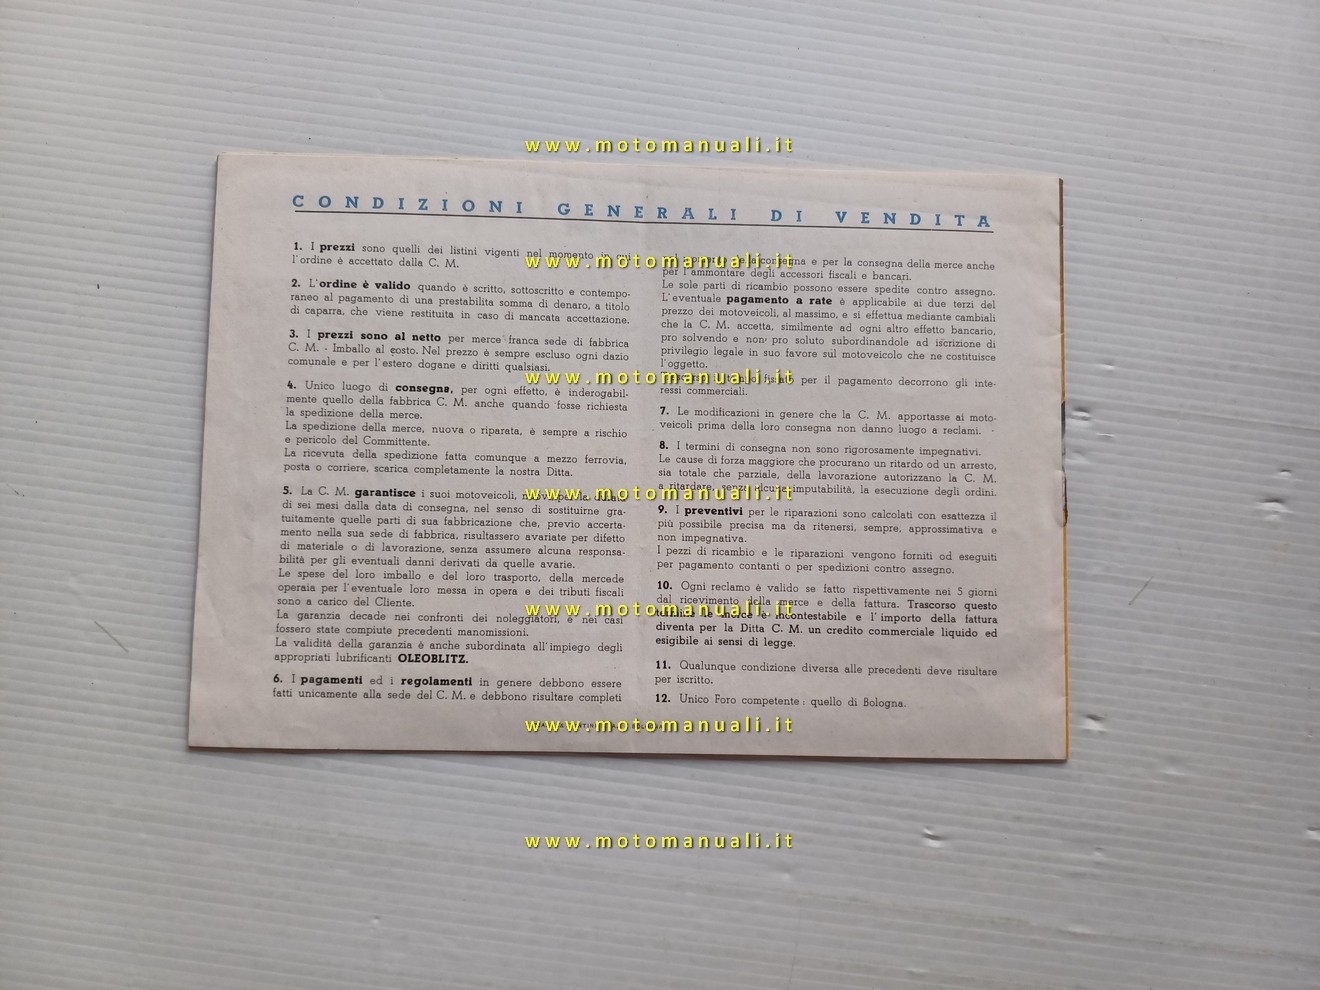 www.motomanuali.it
CONDIZIONI GENERALI DI VENDITA
1. I prezzi sono quelli dei listini vigenti nel momento in cui
l'ordine è accettato dalla C. M.
2. L'ordine è valido quando è scritto, sottoscritto e contempo-
raneo al pagamento di una prestabilita somma di denaro, a titolo
di caparra, che viene restituita in caso di mancata accettazione.
3. I prezzi sono al netto per merce franca sede di fabbrica
C. M. - Imballo al costo. Nel prezzo è sempre escluso ogni dazio
comunale e per l'estero dogane e diritti qualsiasi.
4. Unico luogo di consegna, per ogni effetto, è inderogabil-
mente quello della fabbrica C. M. anche quando fosse richiesta
la spedizione della merce.
La spedizione della merce, nuova o riparata, è sempre a rischio
e pericolo del Committente.
La ricevuta della spedizione fatta comunque a mezzo ferrovia,
posta o corriere, scarica completamente la nostra Ditta.
5. La C. M. garantisce i suoi motoveicoli,
di sei mesi dalla data di consegna, nel senso di sostituirne gra-
tuitamente quelle parti di sua fabbricazione che, previo accerta-
mento nella sua sede di fabbrica, risultassero avariate per difetto
di materiale o di lavorazione, senza assumere alcuna responsa-
bilità per gli eventuali danni derivati da quelle avarie.
Le spese del loro imballo e del loro trasporto, della mercede
operaia per l'eventuale loro messa in opera e dei tributi fiscali
sono a carico del Cliente.
La garanzia decade nei confronti dei noleggiatori, e nei casi
fossero state compiute precedenti manomissioni.
La validità della garanzia è anche subordinata all'impiego degli
appropriati lubrificanti OLEOBLITZ.
6. I pagamenti ed i regolamenti in genere debbono essere
fatti unicamente alla sede del C. M. e debbono risultare completi
www.motomanuali.it
consegna e per la consegna della merce anche
per l'ammontare degli accessori fiscali e bancari.
Le sole parti di ricambio possono essere spedite contro assegno.
L'eventuale pagamento a rate è applicabile ai due terzi del
prezzo dei motoveicoli, al massimo, e si effettua mediante cambiali
che la C. M. accetta, similmente ad ogni altro effetto bancario,
pro solvendo e non pro soluto subordinandole ad iscrizione di
privilegio legale in suo favore sul motoveicolo che ne costituisce
l'oggetto.
www.motomanuali.it
fissato per il pagamento decorrono gli inte-
ressi commerciali.
7. Le modificazioni in genere che la C. M. apportasse ai moto-
veicoli prima della loro consegna non danno luogo a reclami.
8. I termini di consegna non sono rigorosamente impegnativi.
Le cause di forza maggiore che procurano un ritardo od un arresto,
sia totale che parziale, della lavorazione autorizzano la C. M.
a ritardare, senza alcuna imputabilità, la esecuzione degli ordini.
www.motomanuali.it
9. I preventivi per le riparazioni sono calcolati con esattezza il
più possibile precisa ma da ritenersi, sempre, approssimativa e
non impegnativa.
I pezzi di ricambio e le riparazioni vengono forniti od eseguiti
per pagamento contanti o per spedizioni contro assegno.
10. Ogni reclamo è valido se fatto rispettivamente nei 5 giorni
dal ricevimento della merce e della fattura. Trascorso questo
www.motomanuali.it
la merce è incontestabile e l'importo della fattura
diventa per la Ditta C. M. un credito commerciale liquido ed
esigibile ai sensi di legge.
11. Qualunque condizione diversa alle precedenti deve risultare
per iscritto.
12. Unico Foro competente : quello di Bologna.
www.motomanuali.it
www.motomanuali.it